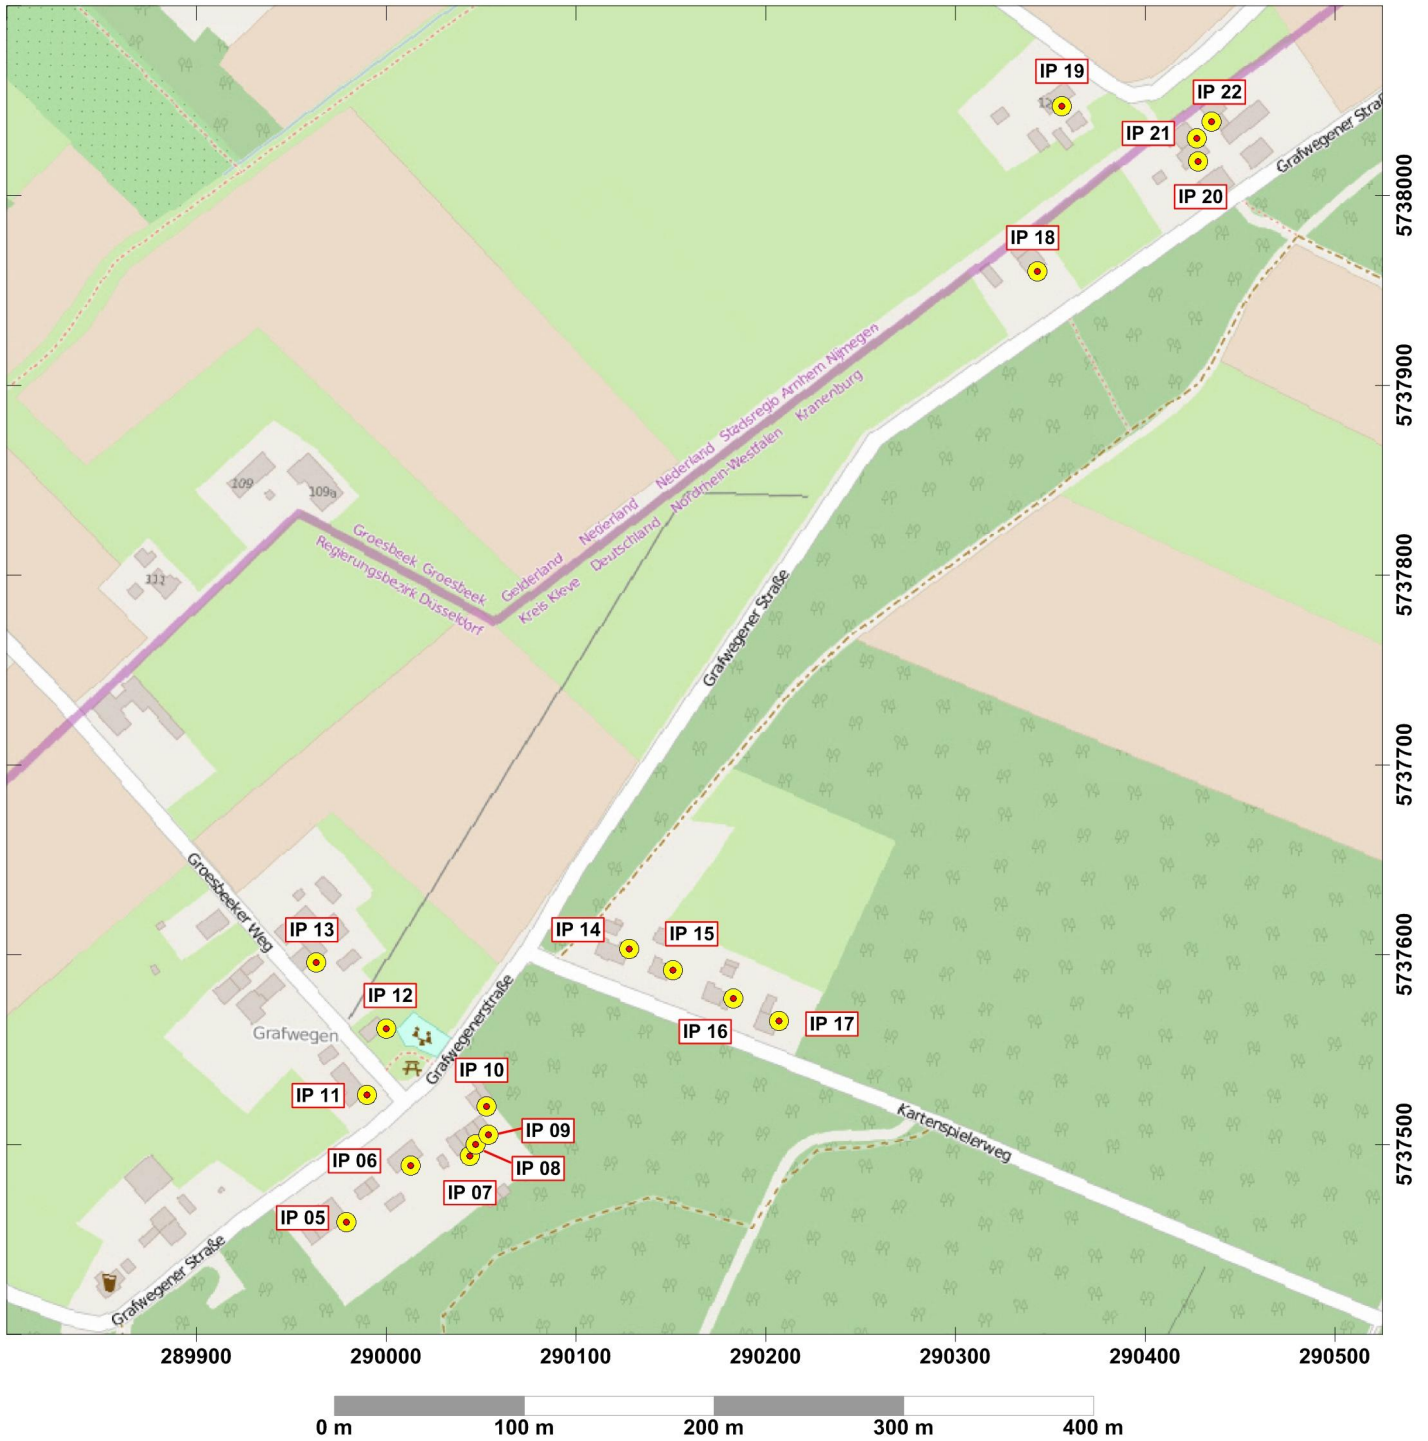 IP 19
12
IP 22
IP 21
Grafwegener Straß
IP 20
5738000
IP 18
Gelderland Nederland Nederland Stadsregio Arnhem Nijmegen
Kreis Kleve Deutschland Nordrhein-Westfalen Kranenburg
5737900
109
109a
Groesbeek Groesbeek
Regierungsbezirk Düsseldorf
111
5737800
Grafwegener Straße
5737700
Groesbeeker Weg
IP 13
IP 14
IP 15
5737600
IP 12
Grafwegenerstraße
Grafwegen
IP 16
IP 17
IP 10
IP 11
Kartenspielerweg
IP 09
IP 06
IP 08
5737500
IP 07
IP 05
Grafwegener Straße
289900
290000
290100
290200
290300
290400
290500
0 m
100 m
200 m
300 m
400 m